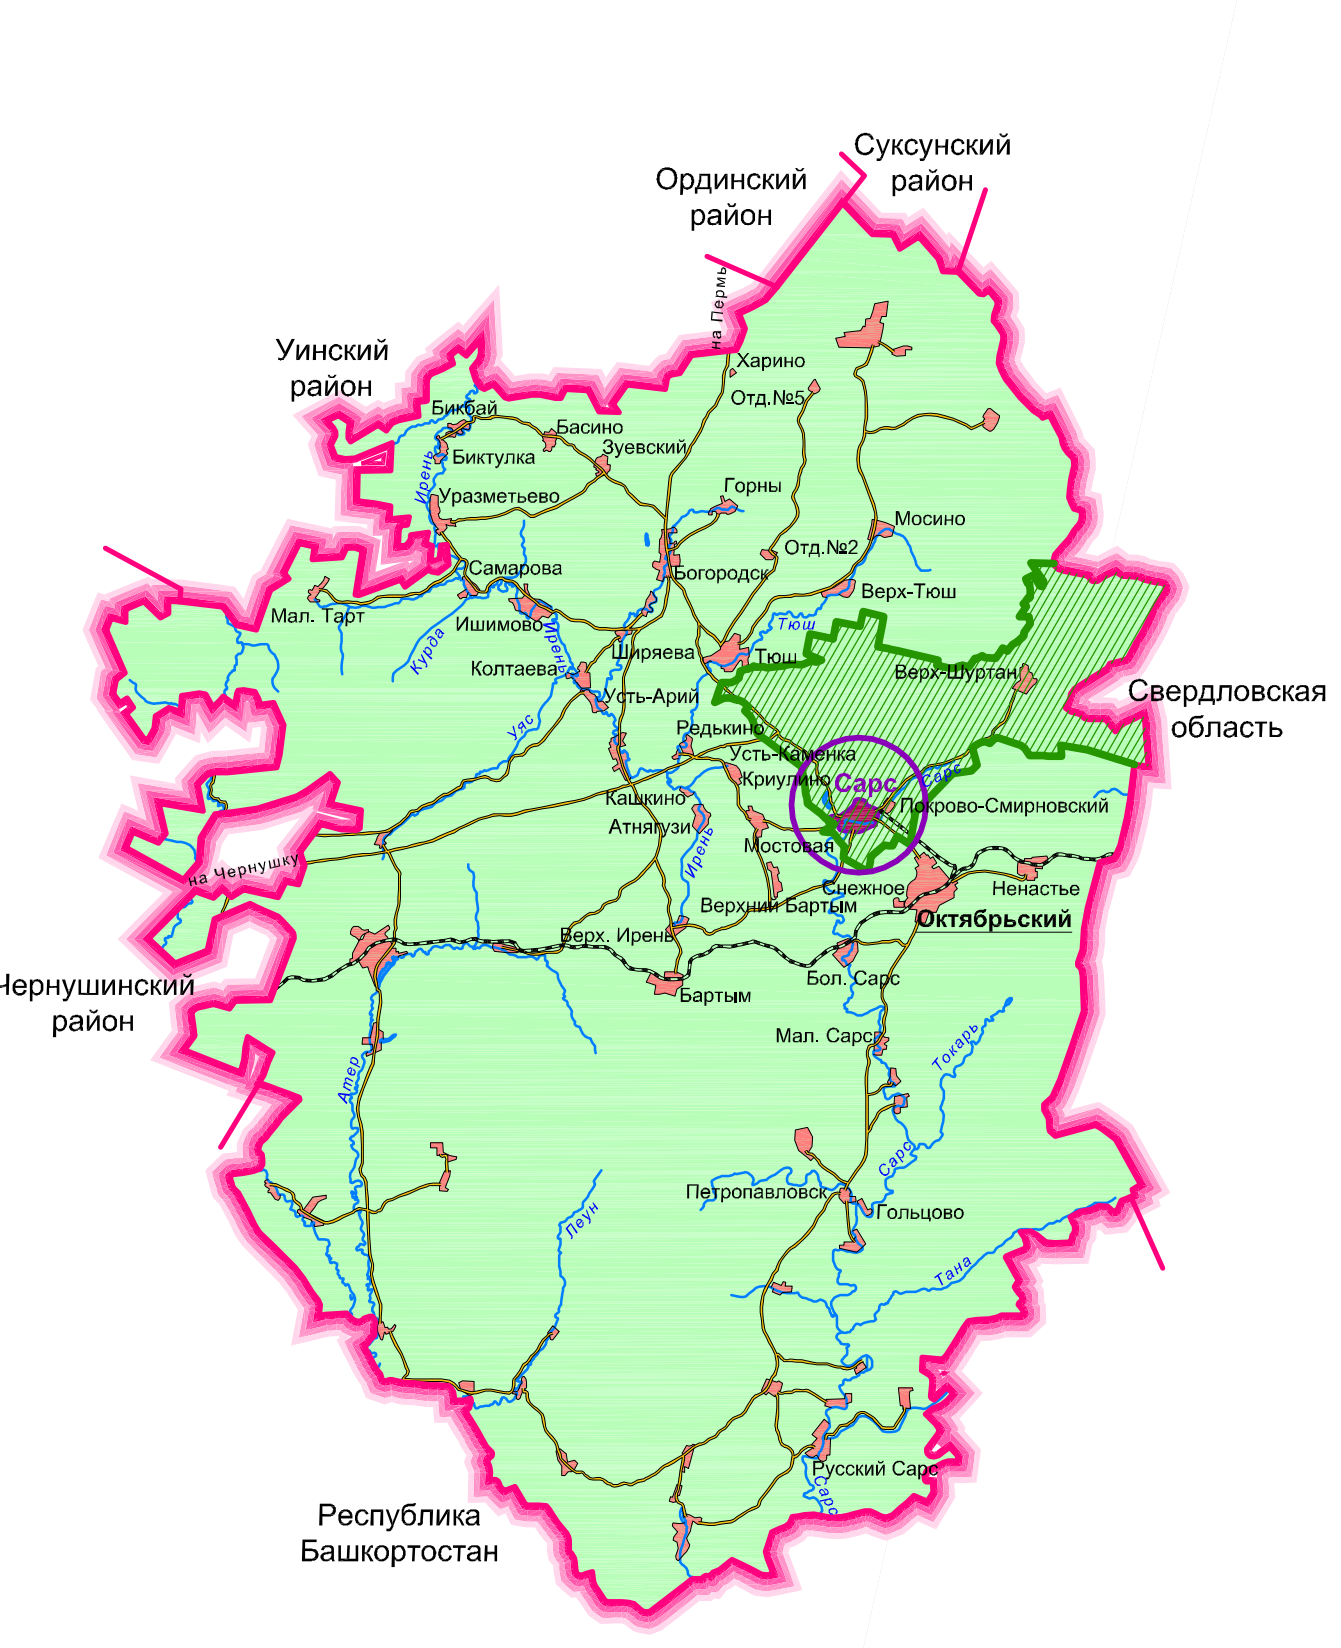 Суксунский
район
Ординский
район
на Пермь
Уинский
район
Харино
Отд.№5
Бикбай
Басино
Зуевский
Биктулка
Ирень
Уразметьево
Горны
Мосино
Отд.№2
Самарова
Богородск
Верх-Тюш
Мал. Тарт
Ишимово
Тюш
Курда
Ирень
Ширяева
Тюш
Колтаева
Верх-Шуртан
Свердловская
область
Усть-Арий
Уяс
Редькино
Усть-Каменка
Криулино
Сарс
Сарс
Кашкино
Покрово-Смирновский
Атнягузи
Ирень
Мостовая
на Чернушку
Снежное
Ненастье
Верхний Бартым
Октябрьский
Верх. Ирень
Бол. Сарс
Чернушинский
район
Бартым
Мал. Сарс
Токарь
Атер
Сарс
Петропавловск
Гольцово
Леун
Тана
Русский Сарс
Сарс
Республика
Башкортостан